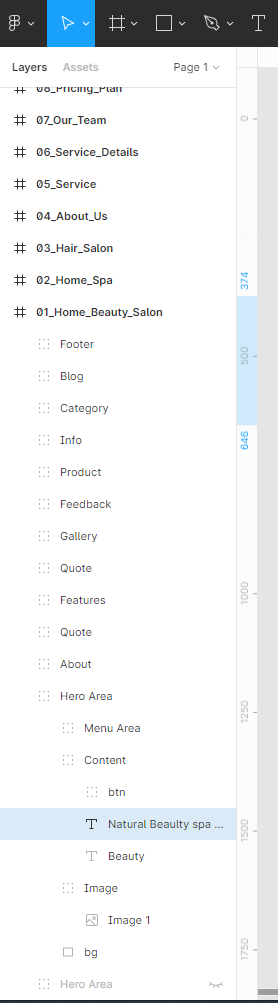 Layers Assets Page 1
08_Pricing_Plan
07_Our_Team
0
06_Service_Details
05_Service
04_About_Us
03_Hair_Salon
02_Home_Spa
374
01_Home_Beauty_Salon
Footer
500
Blog
Category
Info
646
Product
Feedback
Gallery
Quote
Features
1000
Quote
About
Hero Area
1250
Menu Area
Content
btn
Natural Beaulty spa ...
1500
Beauty
Image
Image 1
bg
1750
Hero Area